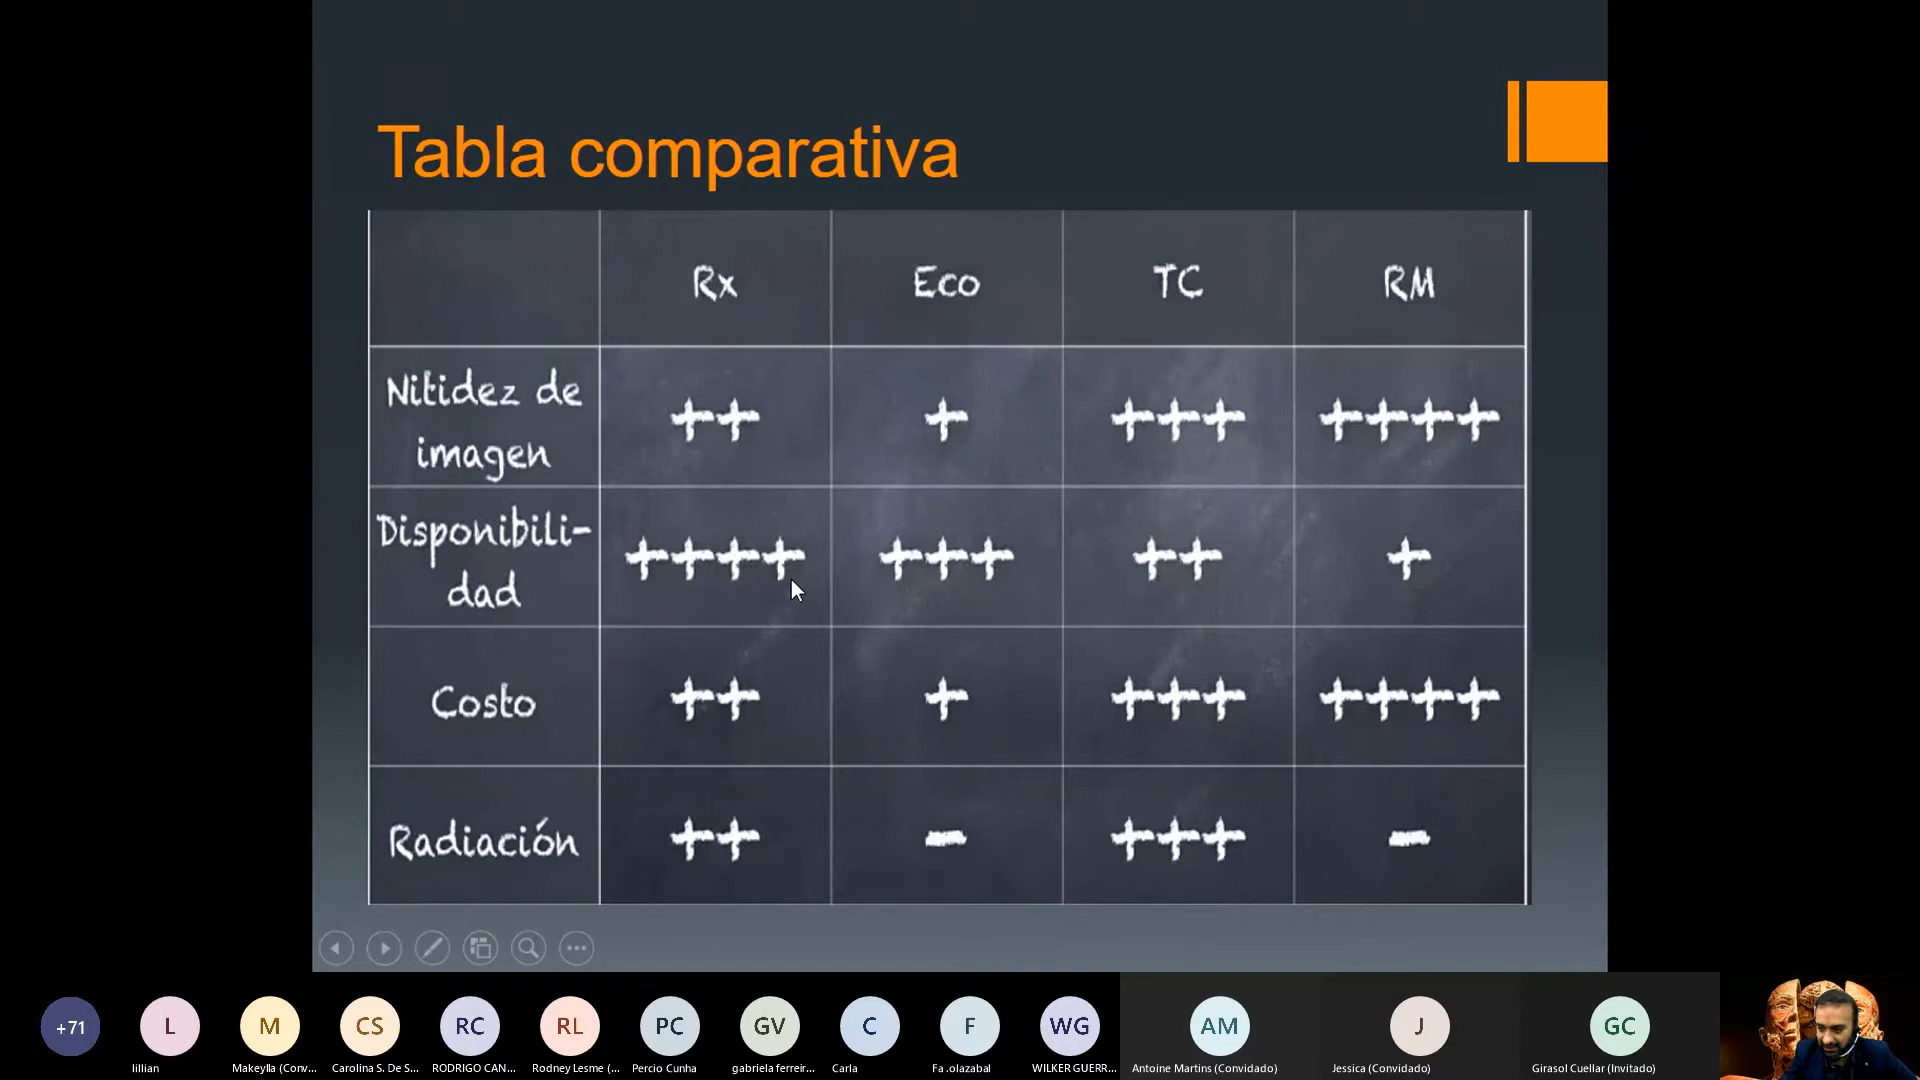 Tabla comparativa
Rx Eco TC RM
Nitidez de
imagen
++ + +++ ++++
Disponibili-
dad
++++ +++ ++ +
Costo ++ + +++ ++++
Radiación ++ - +++ -
+71 L M CS RC RL PC GV C F WG AM J GC
lillian Makeylla (Conv... Carolina S. De S... RODRIGO CAN... Rodney Lesme (... Percio Cunha gabriela ferreir... Carla Fa .olazabal WILKER GUERR... Antoine Martins (Convidado) Jessica (Convidado) Girasol Cuellar (Invitado)